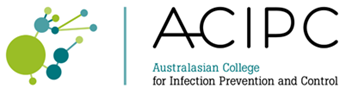 ACIPC
Australasian College
for Infection Prevention and Control